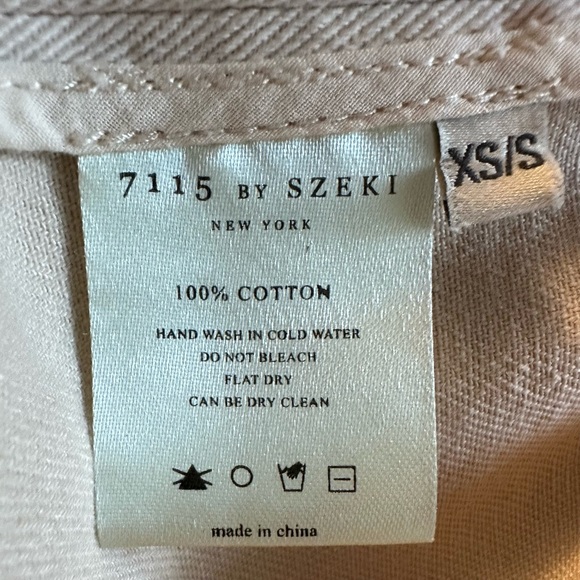 7115 BY SZEKI
XS/S
NEW YORK
100% COTTON
HAND WASH IN COLD WATER
DO NOT BLEACH
FLAT DRY
CAN BE DRY CLEAN
made in china